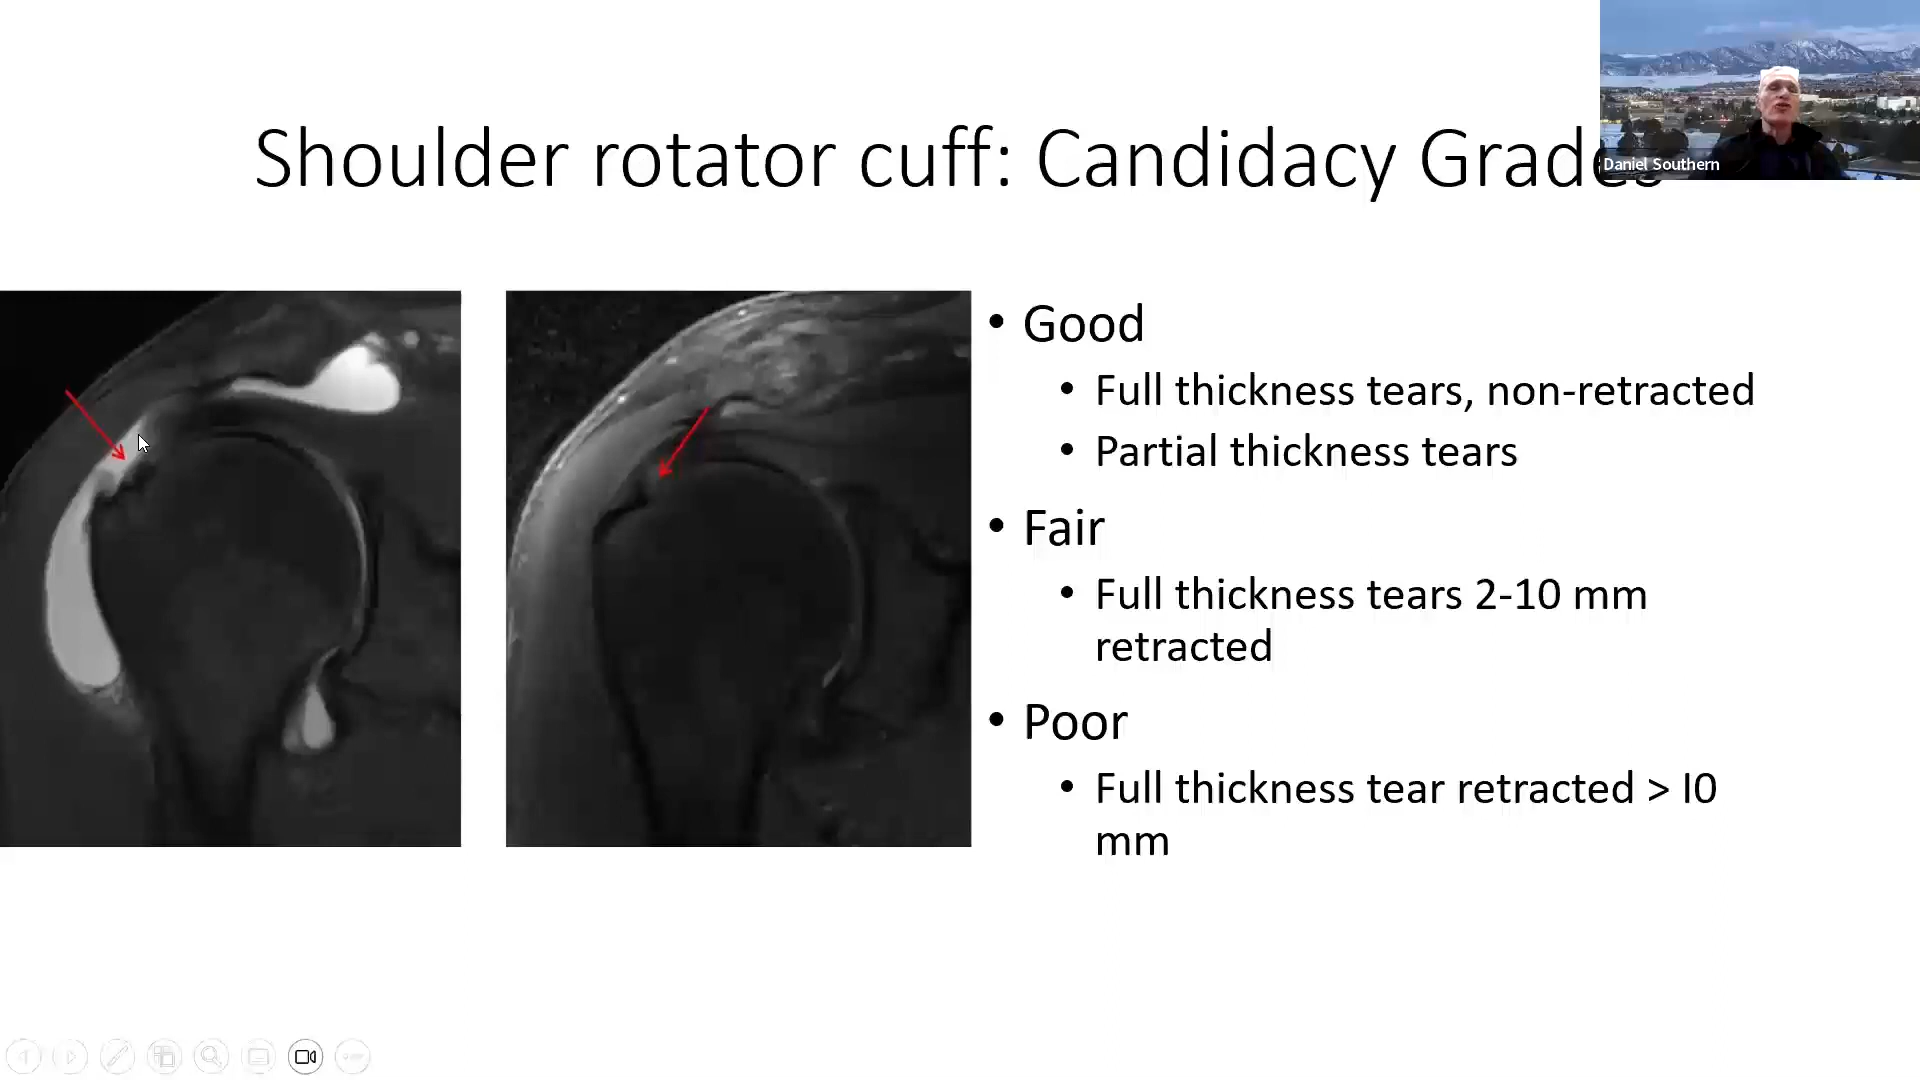 Shoulder rotator cuff: Candidacy Grades
Daniel Southern
• Good
• Full thickness tears, non-retracted
• Partial thickness tears
• Fair
• Full thickness tears 2-10 mm
retracted
• Poor
• Full thickness tear retracted > I0
mm